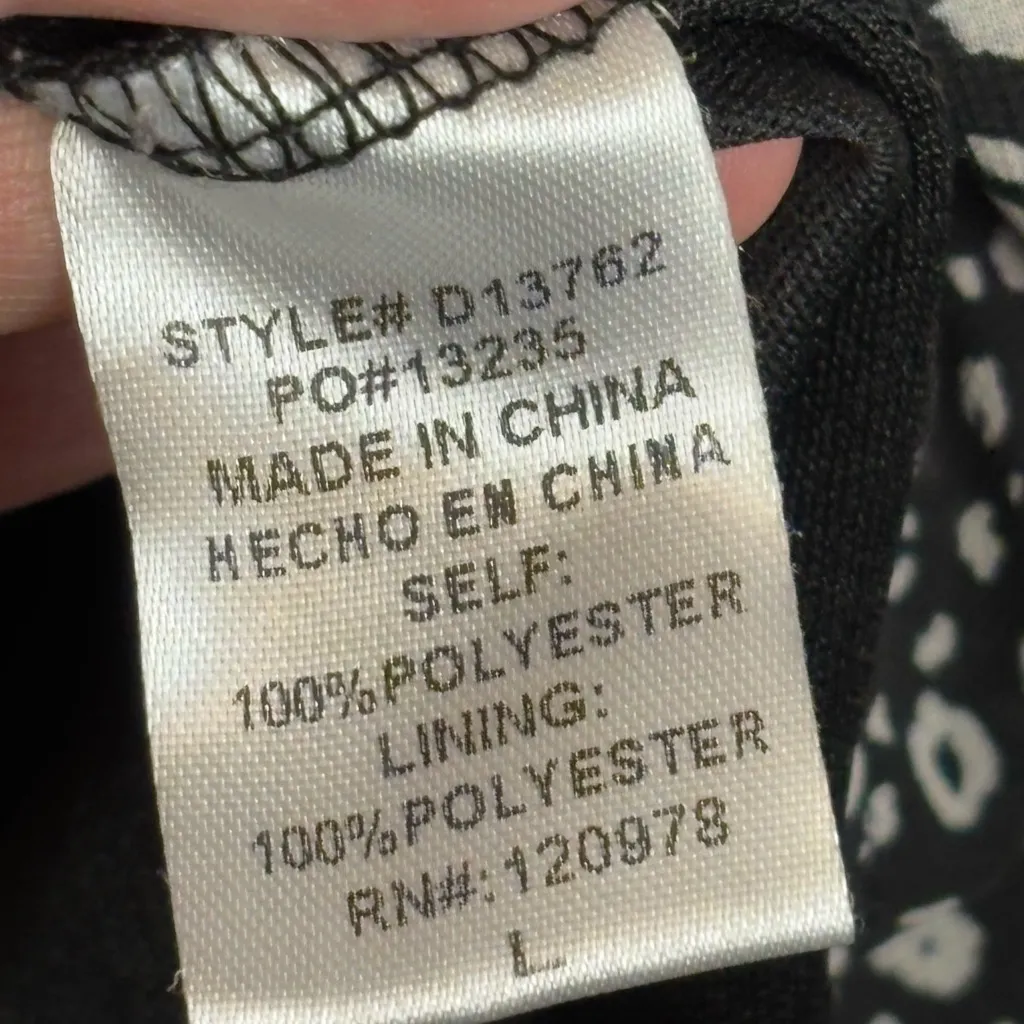 STYLE# D13762
PO#13235
MADE IN CHINA
HECHO EN CHINA
SELF:
100%POLYESTER
LINING:
100%POLYESTER
RN#:120978
L